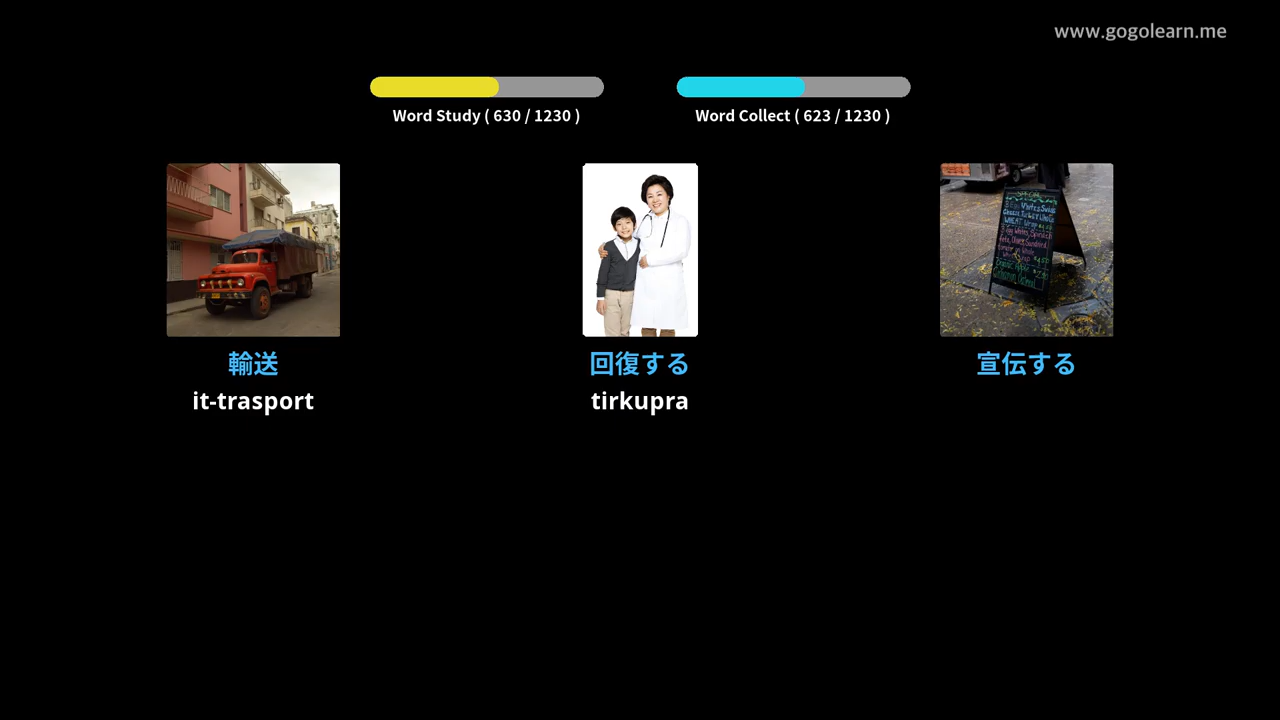 www.gogolearn.me
Word Study ( 630 / 1230 )
Word Collect ( 623 / 1230 )
輸送
回復する
宣伝する
it-trasport
tirkupra